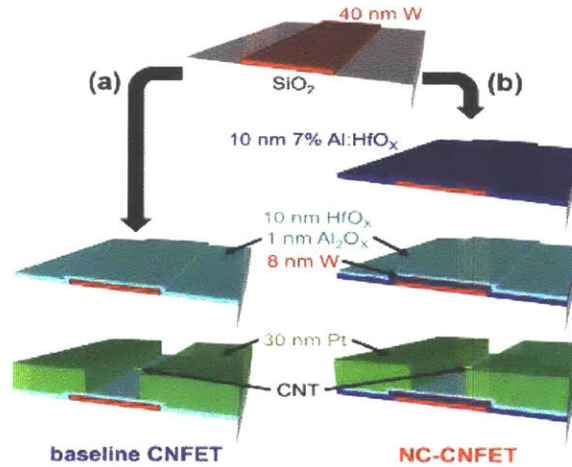 40 nm W
(a)
(b)
SiO₂
10 nm 7% Al:HfOₓ
10 nm HfOₓ
1 nm Al₂Oₓ
8 nm W
30 nm Pt
CNT
baseline CNFET
NC-CNFET